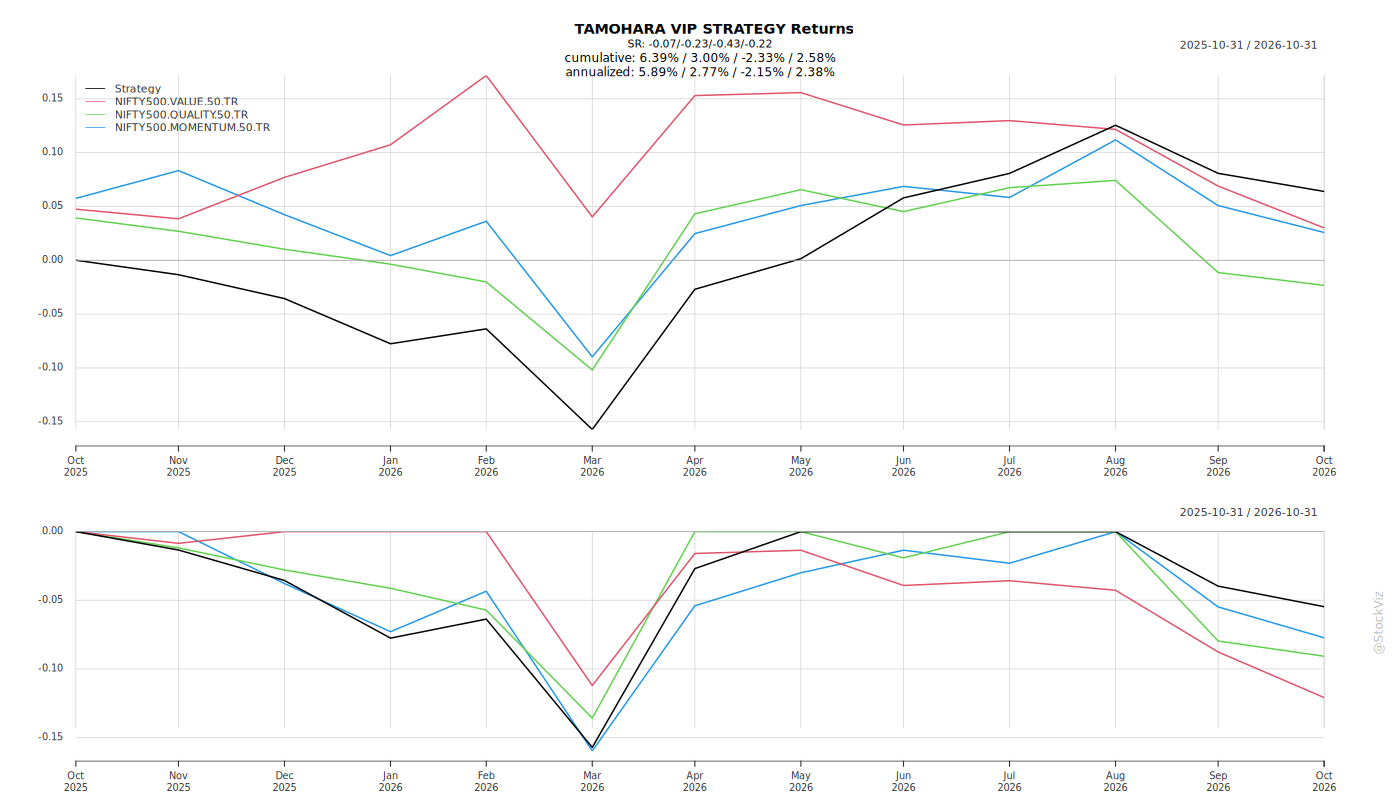 TAMOHARA VIP STRATEGY Returns
SR: -0.07/-0.23/-0.43/-0.22
cumulative: 6.39% / 3.00% / -2.33% / 2.58%
annualized: 5.89% / 2.77% / -2.15% / 2.38%
2025-10-31 / 2026-10-31
Strategy
NIFTY500.VALUE.50.TR
NIFTY500.QUALITY.50.TR
NIFTY500.MOMENTUM.50.TR
0.15
0.10
0.05
0.00
-0.05
-0.10
-0.15
Oct Nov Dec Jan Feb Mar Apr May Jun Jul Aug Sep Oct
2025 2025 2025 2026 2026 2026 2026 2026 2026 2026 2026 2026 2026
2025-10-31 / 2026-10-31
0.00
-0.05
-0.10
-0.15
Oct Nov Dec Jan Feb Mar Apr May Jun Jul Aug Sep Oct
2025 2025 2025 2026 2026 2026 2026 2026 2026 2026 2026 2026 2026
@StockViz